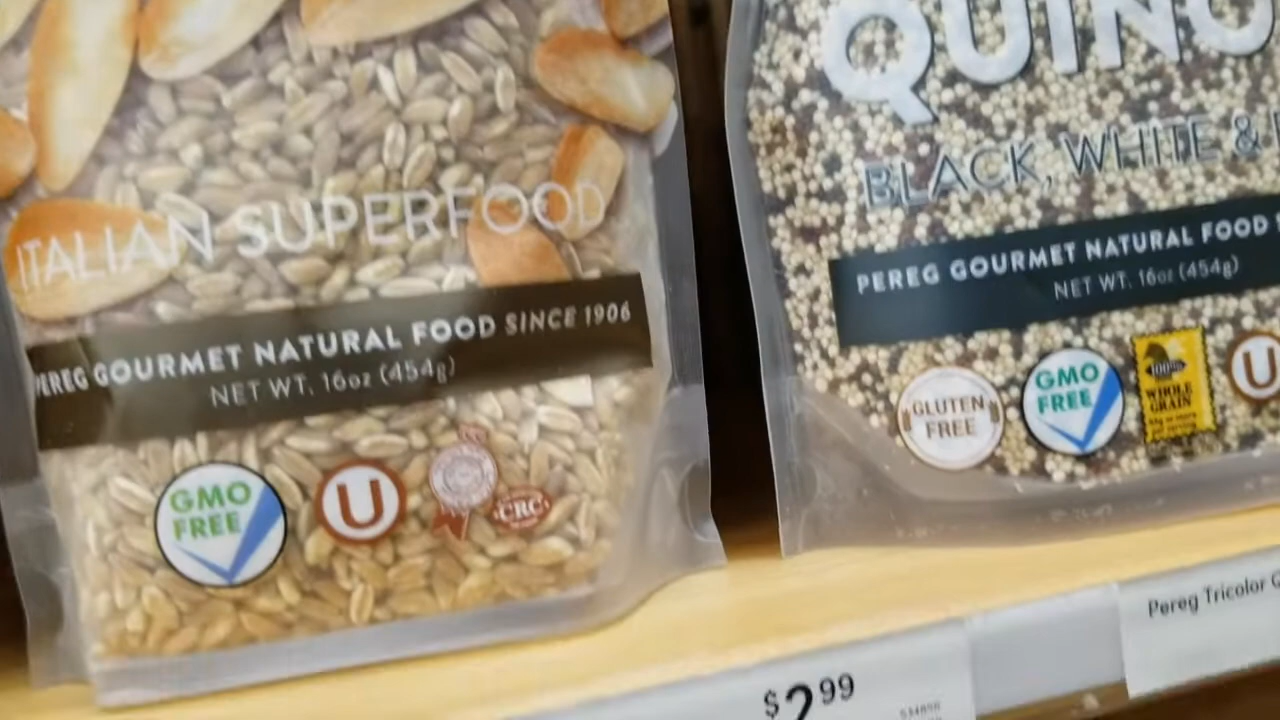 ITALIAN SUPERFOOD
PEREG GOURMET NATURAL FOOD SINCE 1906
NET WT. 16oz (454g)
GMO
FREE
U
CRC
QUINO
BLACK, WHITE &
PEREG GOURMET NATURAL FOOD
NET WT. 16oz (454g)
GLUTEN
FREE
GMO
FREE
100%
WHOLE
GRAIN
U
$2.99
Pereg Tricolor Q